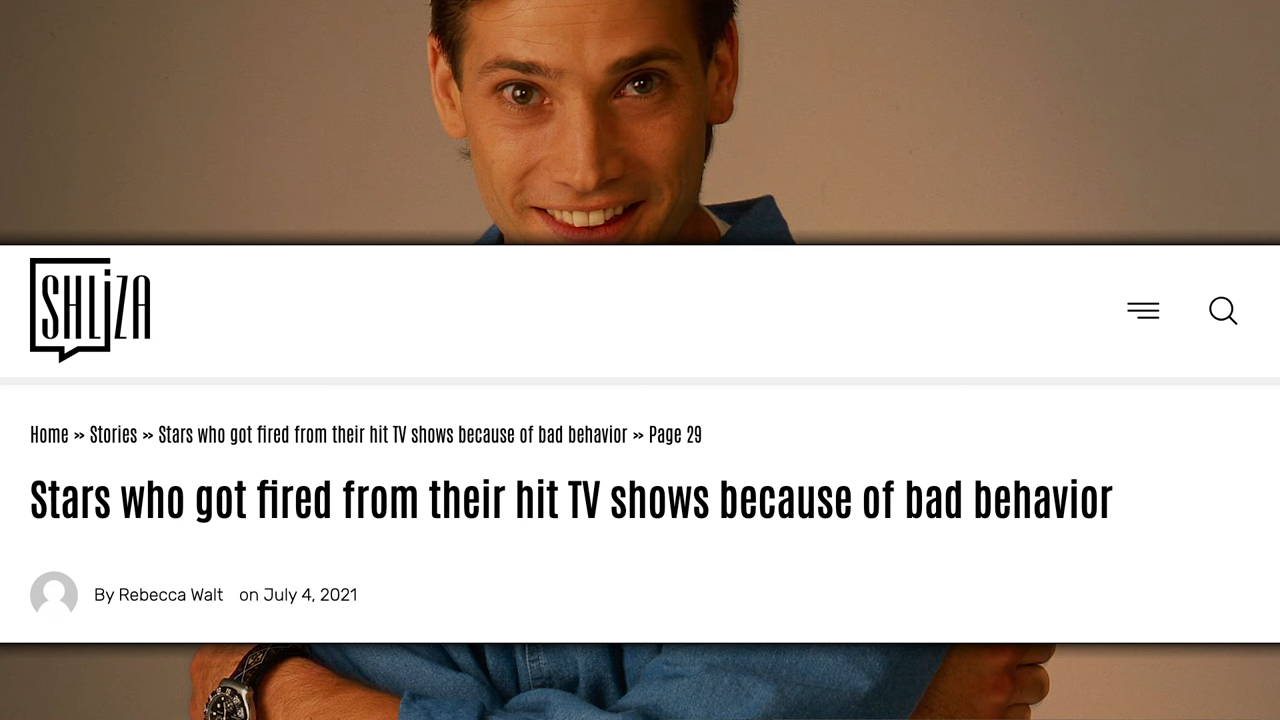 SHLiZA
Home » Stories » Stars who got fired from their hit TV shows because of bad behavior » Page 29
Stars who got fired from their hit TV shows because of bad behavior
By Rebecca Walt on July 4, 2021